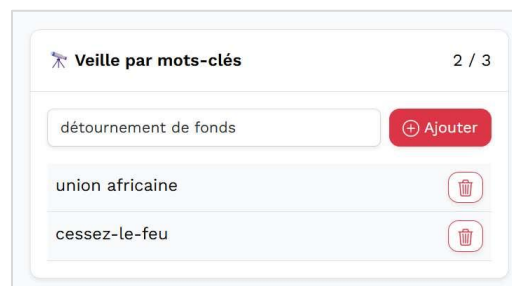 Veille par mots-clés 2 / 3
détournement de fonds Ajouter
union africaine
cessez-le-feu